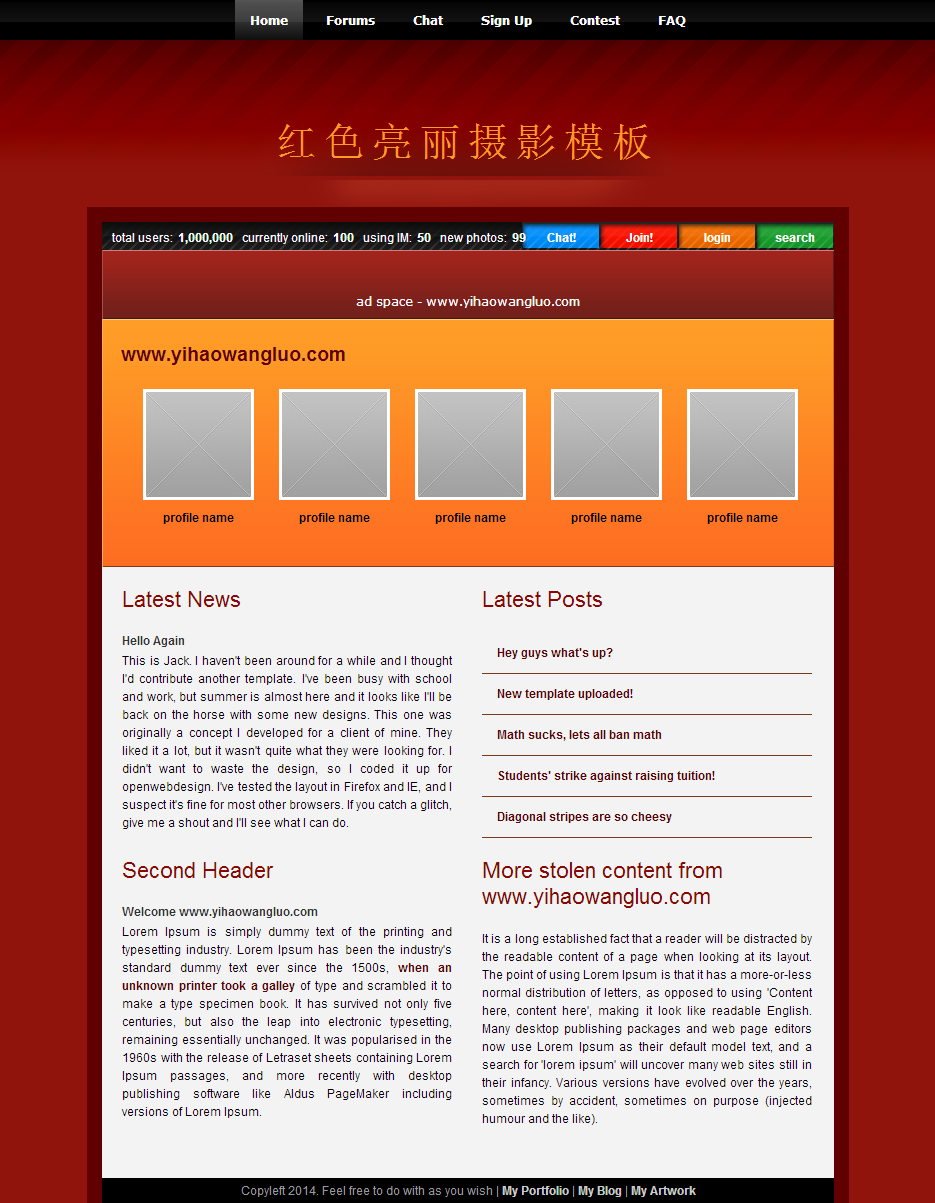 Home Forums Chat Sign Up Contest FAQ
红色亮丽摄影模板
total users: 1,000,000 currently online: 100 using IM: 50 new photos: 99 Chat! Join! login search
ad space - www.yihaowangluo.com
www.yihaowangluo.com
profile name profile name profile name profile name profile name
Latest News
Hello Again
This is Jack. I haven't been around for a while and I thought
I'd contribute another template. I've been busy with school
and work, but summer is almost here and it looks like I'll be
back on the horse with some new designs. This one was
originally a concept I developed for a client of mine. They
liked it a lot, but it wasn't quite what they were looking for. I
didn't want to waste the design, so I coded it up for
openwebdesign. I've tested the layout in Firefox and IE, and I
suspect it's fine for most other browsers. If you catch a glitch,
give me a shout and I'll see what I can do.
Latest Posts
Hey guys what's up?
New template uploaded!
Math sucks, lets all ban math
Students' strike against raising tuition!
Diagonal stripes are so cheesy
Second Header
Welcome www.yihaowangluo.com
Lorem Ipsum is simply dummy text of the printing and
typesetting industry. Lorem Ipsum has been the industry's
standard dummy text ever since the 1500s, when an
unknown printer took a galley of type and scrambled it to
make a type specimen book. It has survived not only five
centuries, but also the leap into electronic typesetting,
remaining essentially unchanged. It was popularised in the
1960s with the release of Letraset sheets containing Lorem
Ipsum passages, and more recently with desktop
publishing software like Aldus PageMaker including
versions of Lorem Ipsum.
More stolen content from
www.yihaowangluo.com
It is a long established fact that a reader will be distracted by
the readable content of a page when looking at its layout.
The point of using Lorem Ipsum is that it has a more-or-less
normal distribution of letters, as opposed to using 'Content
here, content here', making it look like readable English.
Many desktop publishing packages and web page editors
now use Lorem Ipsum as their default model text, and a
search for 'lorem ipsum' will uncover many web sites still in
their infancy. Various versions have evolved over the years,
sometimes by accident, sometimes on purpose (injected
humour and the like).
Copyleft 2014. Feel free to do with as you wish | My Portfolio | My Blog | My Artwork